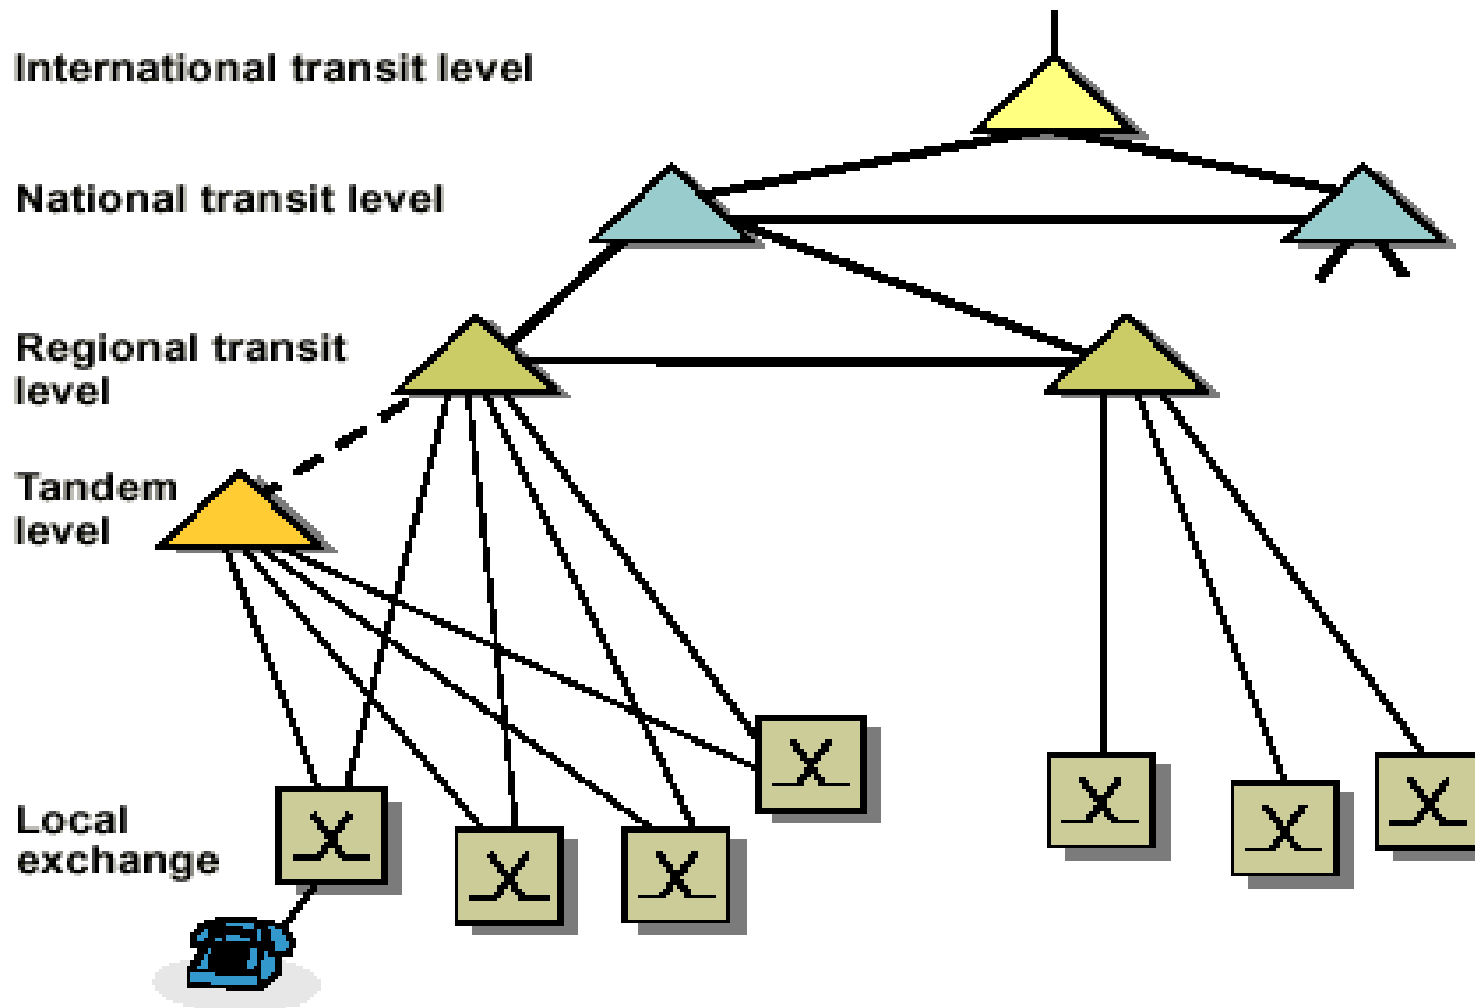 International transit level
National transit level
Regional transit
level
Tandem
level
Local
exchange